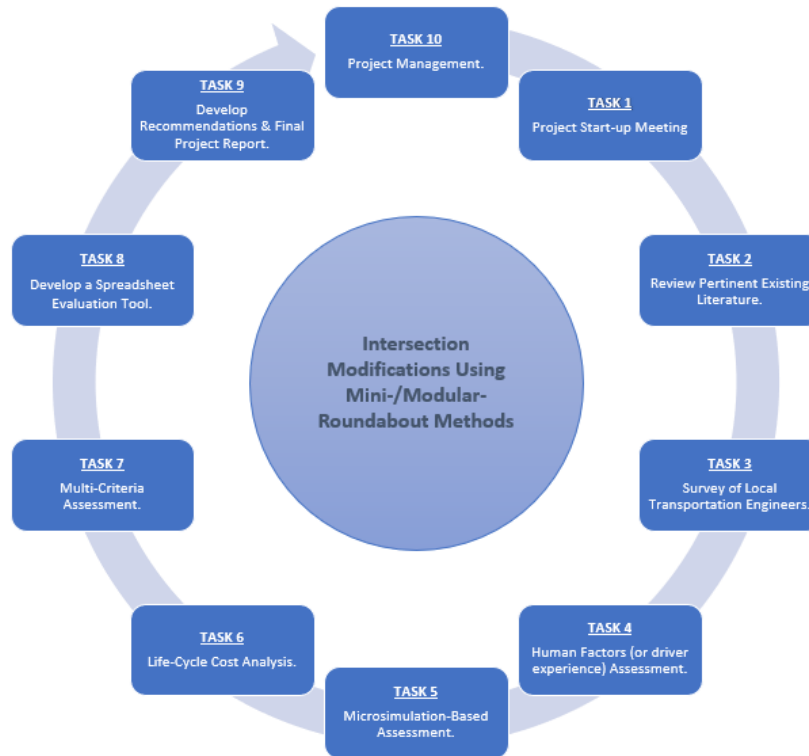 TASK 10
Project Management.
TASK 1
Project Start-up Meeting
TASK 2
Review Pertinent Existing
Literature.
TASK 3
Survey of Local
Transportation Engineers.
TASK 4
Human Factors (or driver
experience) Assessment.
TASK 5
Microsimulation-Based
Assessment.
TASK 6
Life-Cycle Cost Analysis.
TASK 7
Multi-Criteria
Assessment.
TASK 8
Develop a Spreadsheet
Evaluation Tool.
TASK 9
Develop
Recommendations & Final
Project Report.
Intersection
Modifications Using
Mini-/Modular-
Roundabout Methods